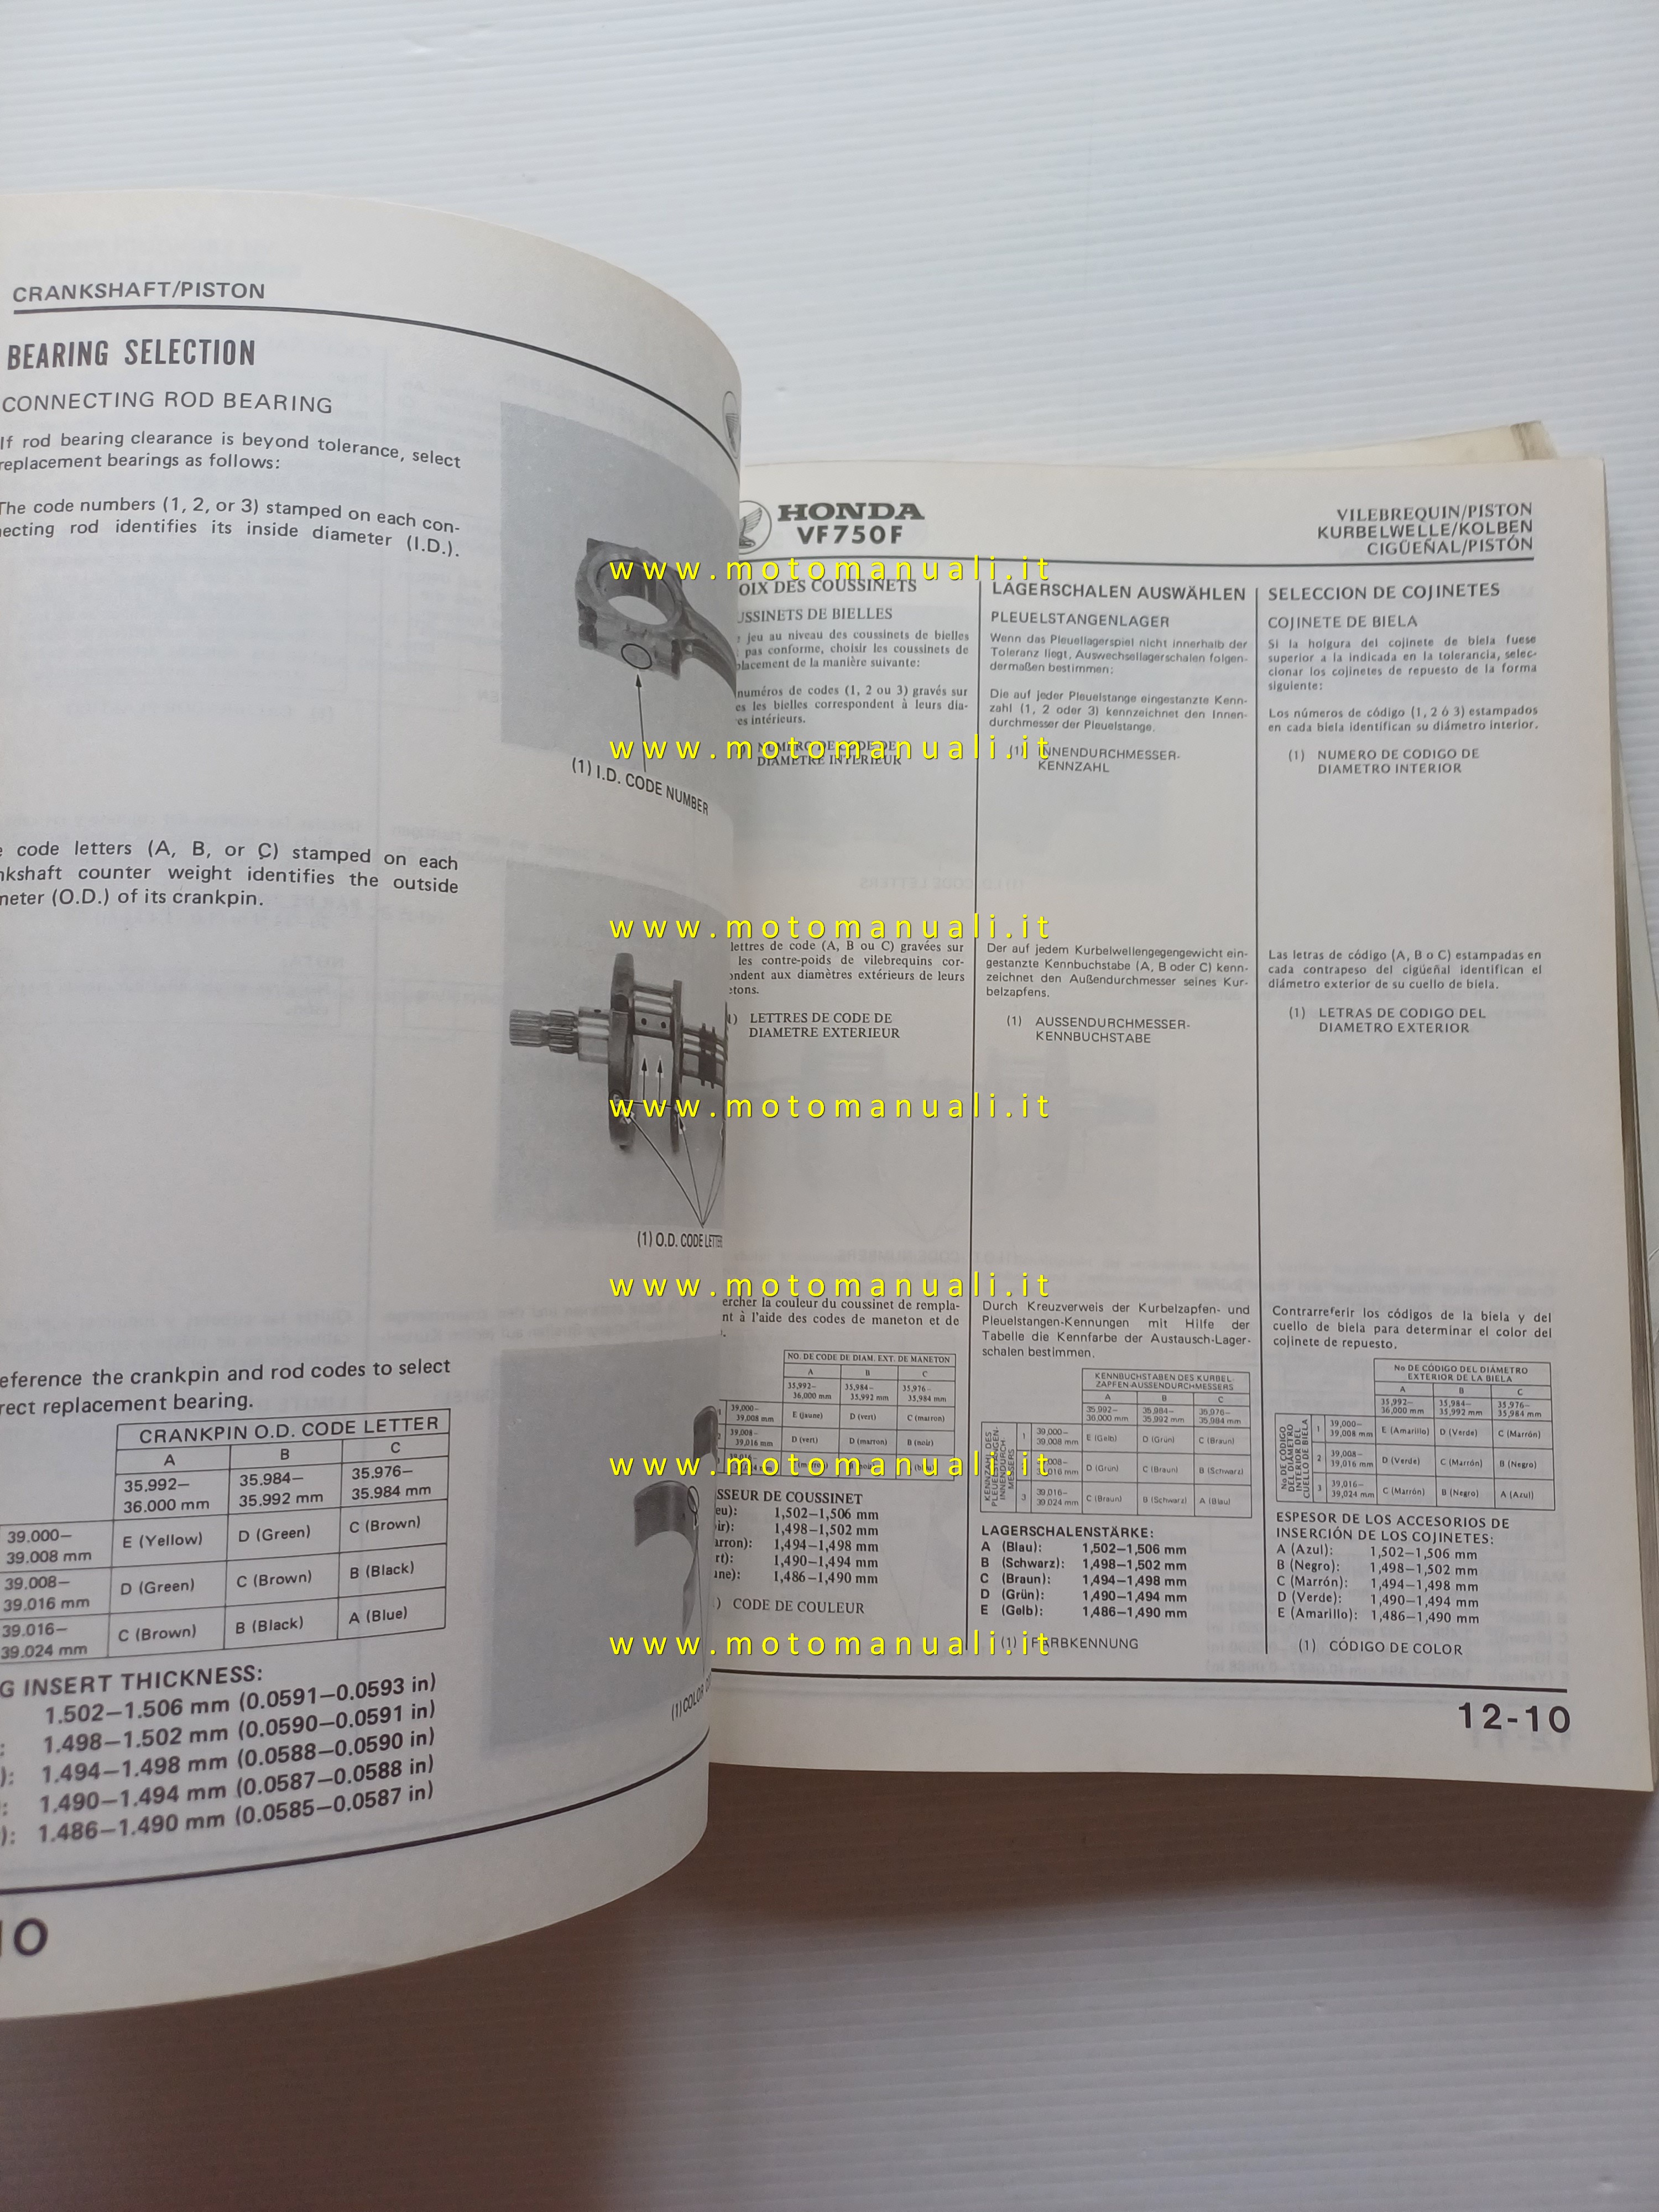 CRANKSHAFT/PISTON
BEARING SELECTION
CONNECTING ROD BEARING
If rod bearing clearance is beyond tolerance, select
replacement bearings as follows:
The code numbers (1, 2, or 3) stamped on each con-
necting rod identifies its inside diameter (I.D.).
(1) I.D. CODE NUMBER
code letters (A, B, or C) stamped on each
counter weight identifies the outside
(O.D.) of its crankpin.
(1) O.D. CODE LETTER
the crankpin and rod codes to select
replacement bearing.
CRANKPIN O.D. CODE LETTER
A B C
35.992– 35.984– 35.976–
36.000 mm 35.992 mm 35.984 mm
39.000– E (Yellow) D (Green) C (Brown)
39.008 mm
39.008– D (Green) C (Brown) B (Black)
39.016 mm
39.016– C (Brown) B (Black) A (Blue)
39.024 mm
INSERT THICKNESS:
1.502–1.506 mm (0.0591–0.0593 in)
1.498–1.502 mm (0.0590–0.0591 in)
1.494–1.498 mm (0.0588–0.0590 in)
1.490–1.494 mm (0.0587–0.0588 in)
1.486–1.490 mm (0.0585–0.0587 in)
(1) COLOR
10
HONDA
VF750F
VILEBREQUIN/PISTON
KURBELWELLE/KOLBEN
CIGÜEÑAL/PISTÓN
www.motomanuali.it
DES COUSSINETS
DE BIELLES
jeu au niveau des coussinets de bielles
pas conforme, choisir les coussinets de
de la manière suivante:
numéros de codes (1, 2 ou 3) gravés sur
les bielles correspondent à leurs dia-
intérieurs.
www.motomanuali.it
NUMERO DE CODE DE
DIAMETRE INTERIEUR
www.motomanuali.it
lettres de code (A, B ou C) gravées sur
les contre-poids de vilebrequins cor-
aux diamètres extérieurs de leurs
(1) LETTRES DE CODE DE
DIAMETRE EXTERIEUR
www.motomanuali.it
www.motomanuali.it
la couleur du coussinet de rempla-
à l'aide des codes de maneton et de
NO. DE CODE DE DIAM. EXT. DE MANETON
A B C
35,992– 35,984– 35,976–
36,000 mm 35,992 mm 35,984 mm
1 39,000– E (jaune) D (vert) C (marron)
39,008 mm
39,008– D (vert) D (marron) B (noir)
39,016 mm
www.motomanuali.it
DE COUSSINET
1,502–1,506 mm
1,498–1,502 mm
1,494–1,498 mm
1,490–1,494 mm
1,486–1,490 mm
CODE DE COULEUR
www.motomanuali.it
LAGERSCHALEN AUSWÄHLEN
PLEUELSTANGENLAGER
Wenn das Pleuellagerspiel nicht innerhalb der
Toleranz liegt, Auswechsellagerschalen folgen-
dermaßen bestimmen:
Die auf jeder Pleuelstange eingestanzte Kenn-
zahl (1, 2 oder 3) kennzeichnet den Innen-
durchmesser der Pleuelstange.
(1) INNENDURCHMESSER-
KENNZAHL
Der auf jedem Kurbelwellengegengewicht ein-
gestanzte Kennbuchstabe (A, B oder C) kenn-
zeichnet den Außendurchmesser seines Kur-
belzapfens.
(1) AUSSENDURCHMESSER-
KENNBUCHSTABE
Durch Kreuzverweis der Kurbelzapfen- und
Pleuelstangen-Kennungen mit Hilfe der
Tabelle die Kennfarbe der Austausch-Lager-
schalen bestimmen.
KENNBUCHSTABEN DES KURBEL-
ZAPFEN-AUSSENDURCHMESSERS
A B C
35,992– 35,984– 35,976–
36,000 mm 35,992 mm 35,984 mm
KENNZAHL DES
PLEUELSTANGEN-
INNENDURCH-
MESSERS
1 39,000– E (Gelb) D (Grün) C (Braun)
39,008 mm
D (Grün) C (Braun) B (Schwarz)
39,016 mm
3 39,016– C (Braun) B (Schwarz) A (Blau)
39,024 mm
LAGERSCHALENSTÄRKE:
A (Blau): 1,502–1,506 mm
B (Schwarz): 1,498–1,502 mm
C (Braun): 1,494–1,498 mm
D (Grün): 1,490–1,494 mm
E (Gelb): 1,486–1,490 mm
(1) FARBKENNUNG
SELECCION DE COJINETES
COJINETE DE BIELA
Si la holgura del cojinete de biela fuese
superior a la indicada en la tolerancia, selec-
cionar los cojinetes de repuesto de la forma
siguiente:
Los números de código (1, 2 ó 3) estampados
en cada biela identifican su diámetro interior.
(1) NUMERO DE CODIGO DE
DIAMETRO INTERIOR
Las letras de código (A, B o C) estampadas en
cada contrapeso del cigüeñal identifican el
diámetro exterior de su cuello de biela.
(1) LETRAS DE CODIGO DEL
DIAMETRO EXTERIOR
Contrarreferir los códigos de la biela y del
cuello de biela para determinar el color del
cojinete de repuesto.
No DE CÓDIGO DEL DIÁMETRO
EXTERIOR DE LA BIELA
A B C
35,992– 35,984– 35,976–
36,000 mm 35,992 mm 35,984 mm
No DE CÓDIGO
DEL DIÁMETRO
INTERIOR DEL
CUELLO DE BIELA
1 39,000– E (Amarillo) D (Verde) C (Marrón)
39,008 mm
2 39,008– D (Verde) C (Marrón) B (Negro)
39,016 mm
3 39,016– C (Marrón) B (Negro) A (Azul)
39,024 mm
ESPESOR DE LOS ACCESORIOS DE
INSERCIÓN DE LOS COJINETES:
A (Azul): 1,502–1,506 mm
B (Negro): 1,498–1,502 mm
C (Marrón): 1,494–1,498 mm
D (Verde): 1,490–1,494 mm
E (Amarillo): 1,486–1,490 mm
(1) CÓDIGO DE COLOR
12-10